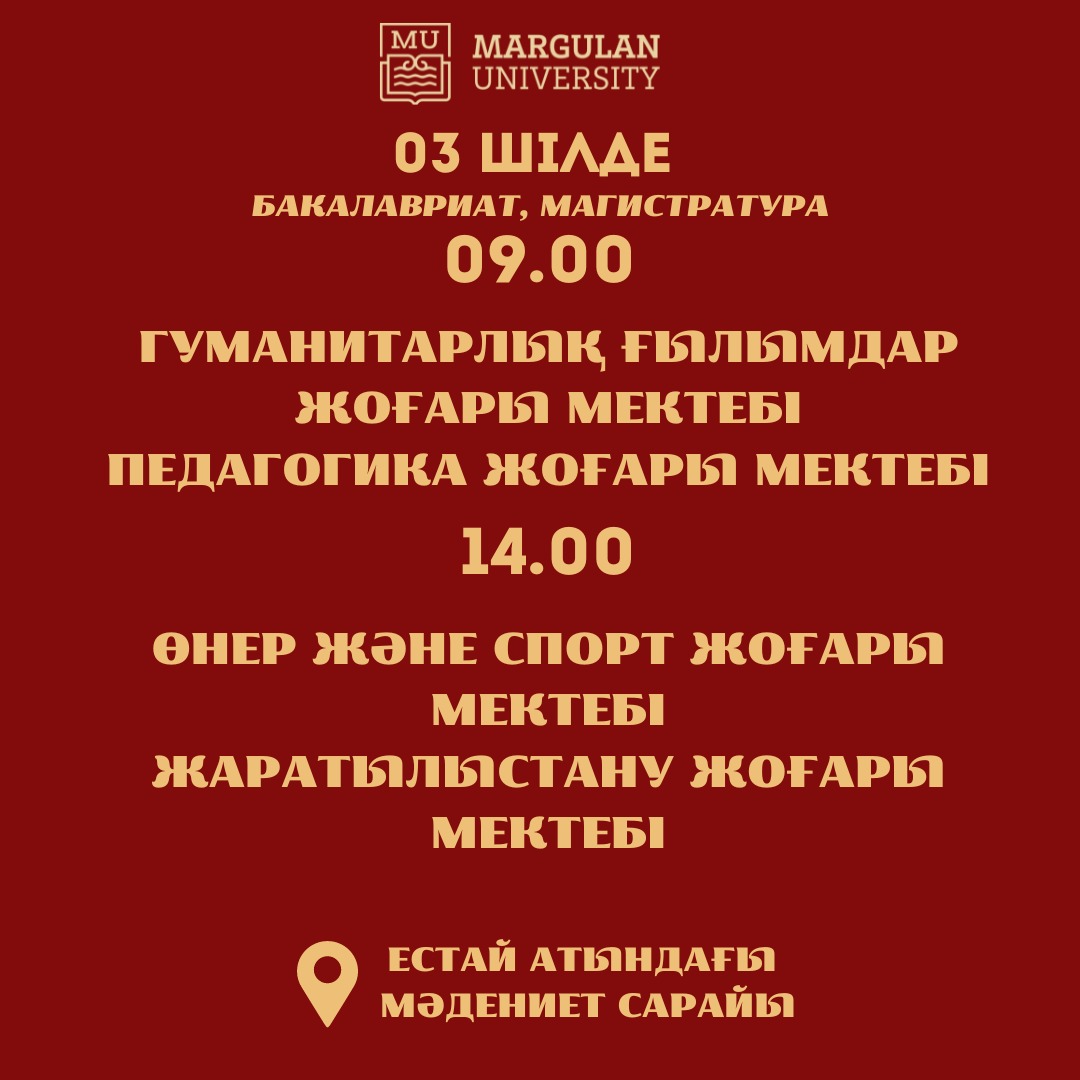 MU
MARGULAN
UNIVERSITY
03 ШІЛДЕ
БАКАЛАВРИАТ, МАГИСТРАТУРА
09.00
ГУМАНИТАРЛЫҚ ҒЫЛЫМДАР
ЖОҒАРЫ МЕКТЕБІ
ПЕДАГОГИКА ЖОҒАРЫ МЕКТЕБІ
14.00
ӨНЕР ЖӘНЕ СПОРТ ЖОҒАРЫ
МЕКТЕБІ
ЖАРАТЫЛЫСТАНУ ЖОҒАРЫ
МЕКТЕБІ
ЕСТАЙ АТЫНДАҒЫ
МӘДЕНИЕТ САРАЙЫ